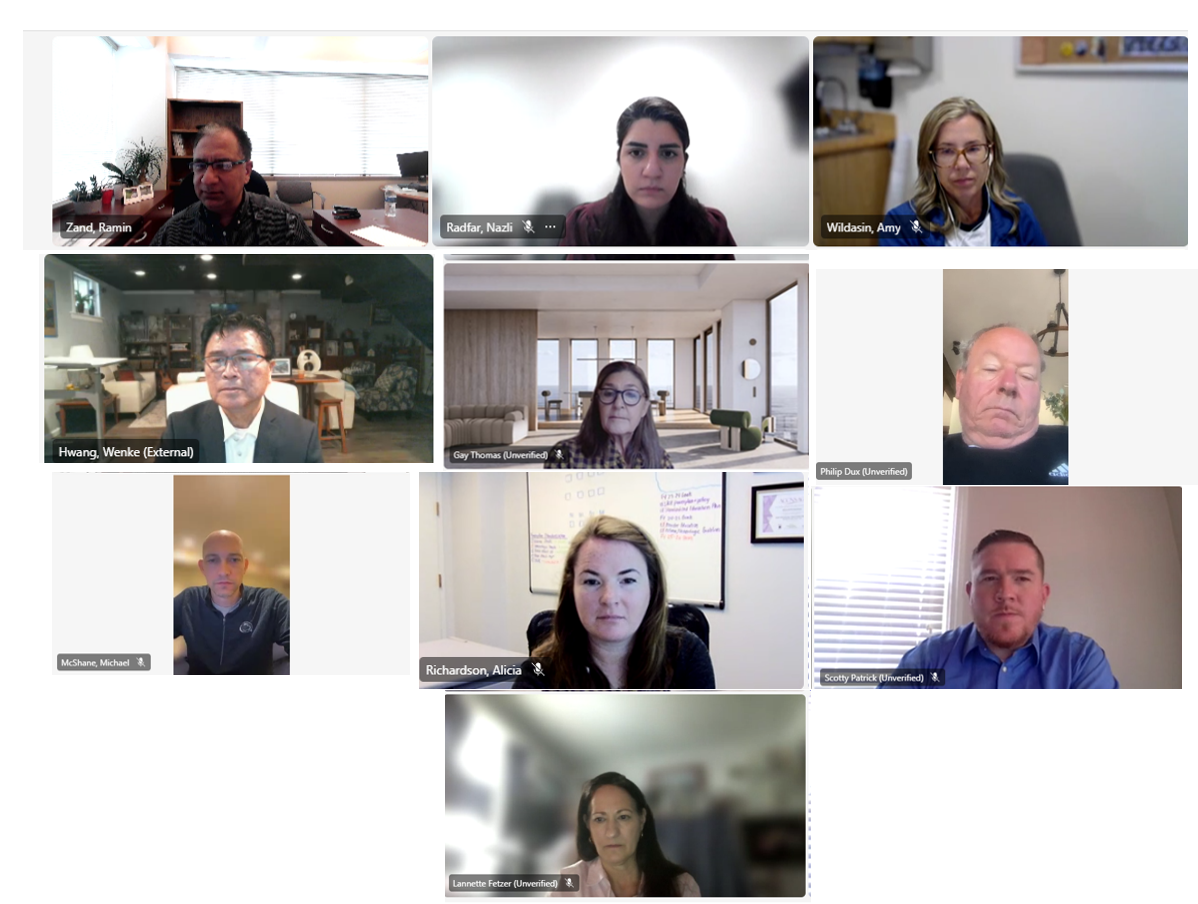 Zand, Ramin
Radfar, Nazli
Wildasin, Amy
Hwang, Wenke (External)
Gay Thomas (Unverified)
Philip Dux (Unverified)
McShane, Michael
Richardson, Alicia
Scotty Patrick (Unverified)
Lannette Fetzer (Unverified)